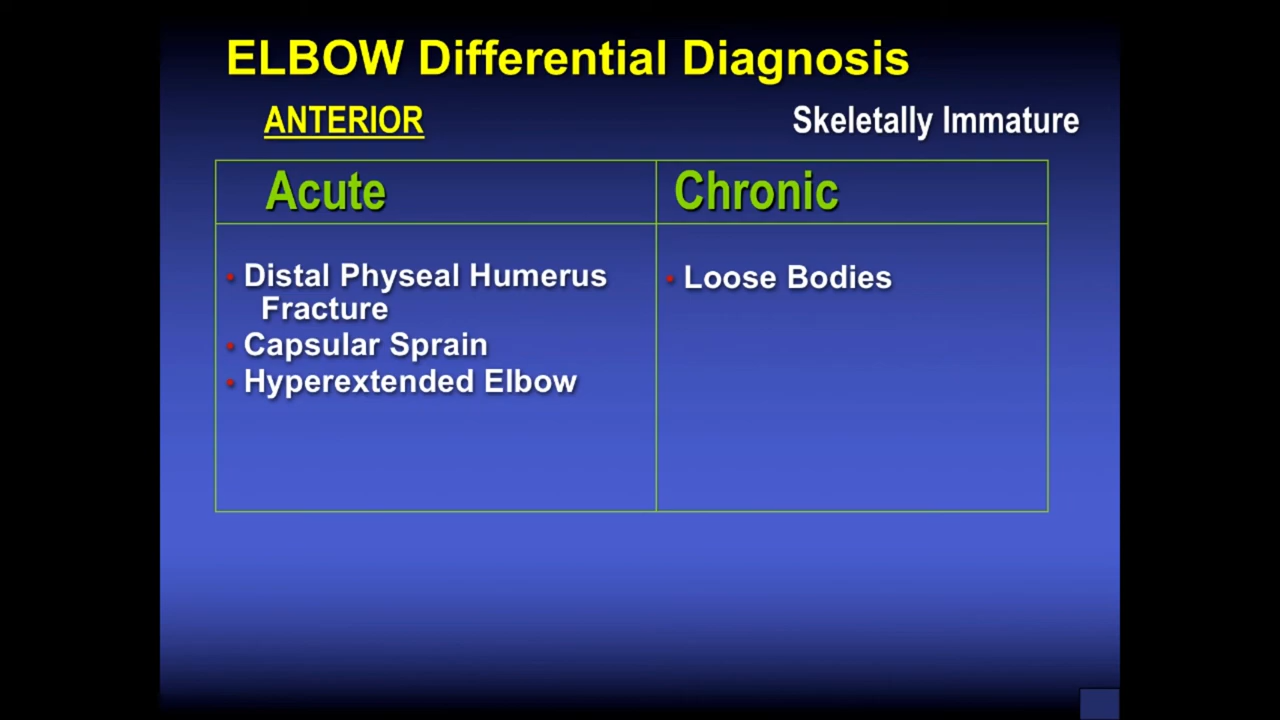 ELBOW Differential Diagnosis
ANTERIOR
Skeletally Immature
Acute
Chronic
• Distal Physeal Humerus
Fracture
• Capsular Sprain
• Hyperextended Elbow
• Loose Bodies